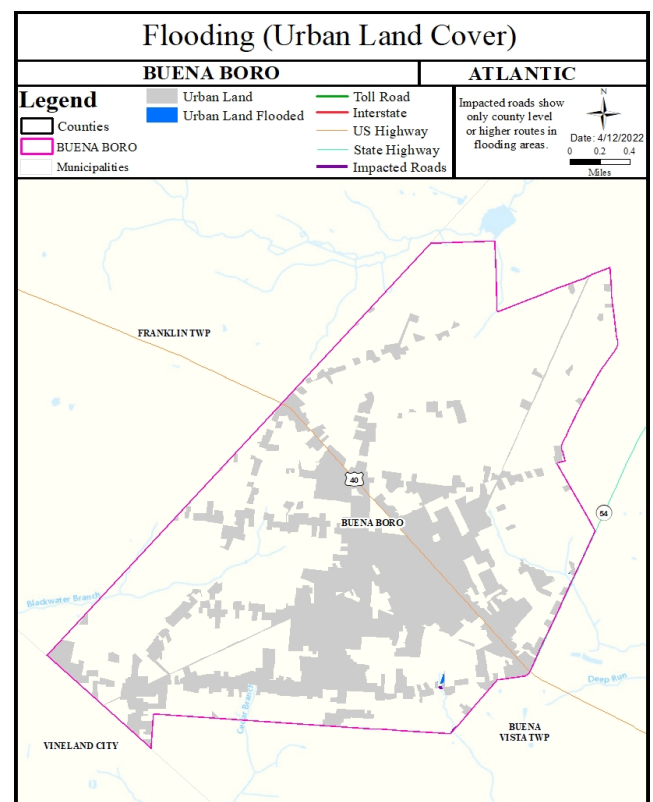 Flooding (Urban Land Cover)
BUENA BORO
ATLANTIC
Legend
Counties
BUENA BORO
Municipalities
Urban Land
Urban Land Flooded
Toll Road
Interstate
US Highway
State Highway
Impacted Roads
Impacted roads show
only county level
or higher routes in
flooding areas.
N
Date: 4/12/2022
0 0.2 0.4
Miles
FRANKLIN TWP
40
BUENA BORO
54
Blackwater Branch
Deep Run
Cedar Branch
BUENA
VISTA TWP
VINELAND CITY